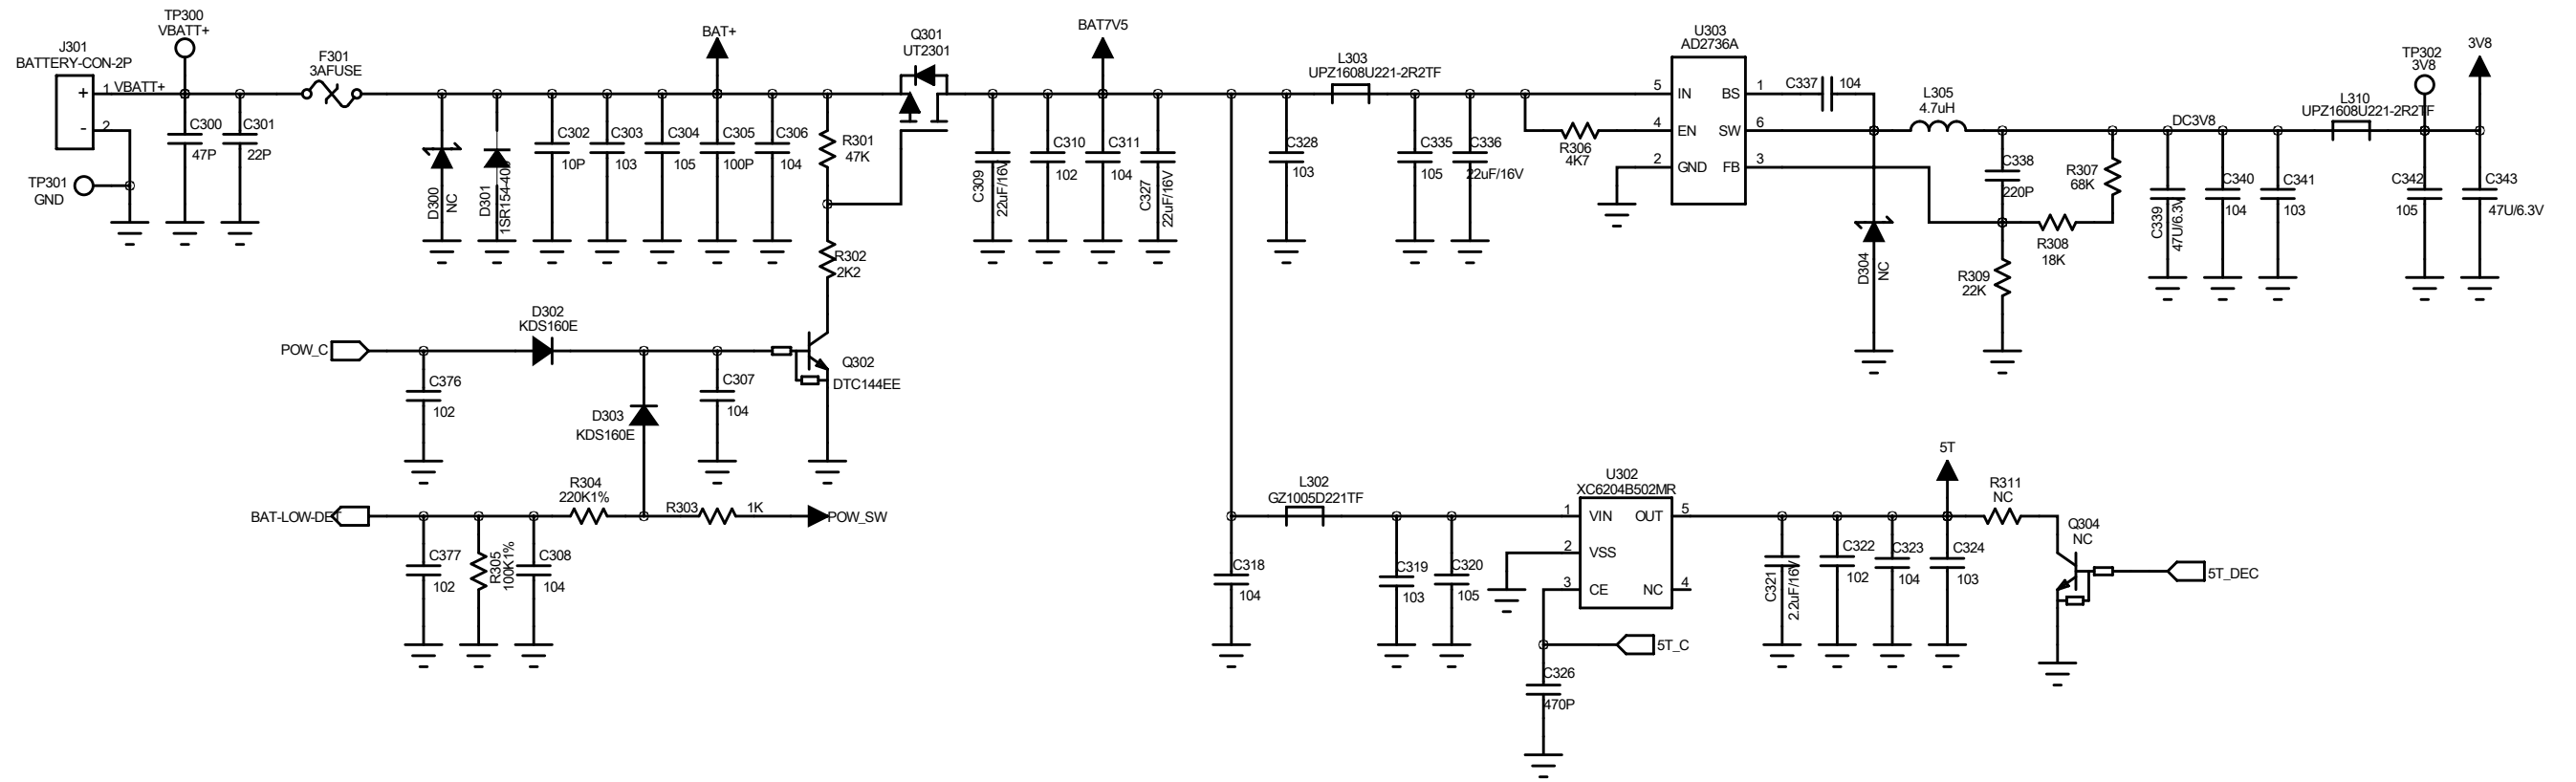 TP300
VBATT+
J301
BATTERY-CON-2P
+
1
VBATT+
-
2
TP301
GND
C300
47P
C301
22P
F301
3AFUSE
D300
NC
D301
1SR154-400
C302
10P
C303
103
C304
105
BAT+
C305
100P
C306
104
R301
47K
R302
2K2
Q301
UT2301
BAT7V5
C309
22uF/16V
C310
102
C311
104
C327
22uF/16V
L303
UPZ1608U221-2R2TF
C328
103
C335
105
C336
22uF/16V
R306
4K7
U303
AD2736A
5
IN
BS
1
4
EN
SW
6
2
GND
FB
3
C337
104
L305
4.7uH
D304
NC
C338
220P
R307
68K
R308
18K
R309
22K
DC3V8
C339
47U/6.3V
C340
104
C341
103
L310
UPZ1608U221-2R2TF
TP302
3V8
3V8
C342
105
C343
47U/6.3V
POW_C
C376
102
D302
KDS160E
D303
KDS160E
C307
104
Q302
DTC144EE
BAT-LOW-DET
C377
102
R305
100K1%
C308
104
R304
220K1%
R303
1K
POW_SW
C318
104
L302
GZ1005D221TF
C319
103
C320
105
U302
XC6204B502MR
1
VIN
OUT
5
2
VSS
3
CE
NC
4
5T_C
C326
470P
C321
2.2uF/16V
C322
102
C323
104
5T
C324
103
R311
NC
Q304
NC
5T_DEC